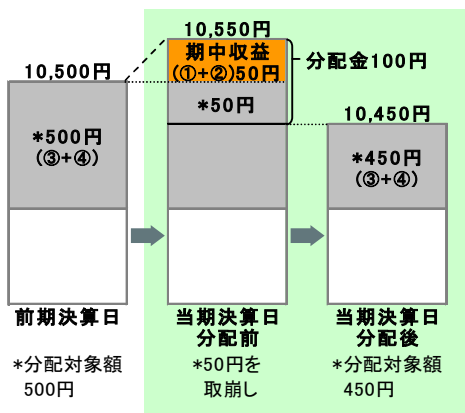 10,550円
期中収益
(①+②)50円
分配金100円
10,500円
*50円
10,450円
*500円
(③+④)
*450円
(③+④)
前期決算日
当期決算日
分配前
当期決算日
分配後
*分配対象額
500円
*50円を
取崩し
*分配対象額
450円